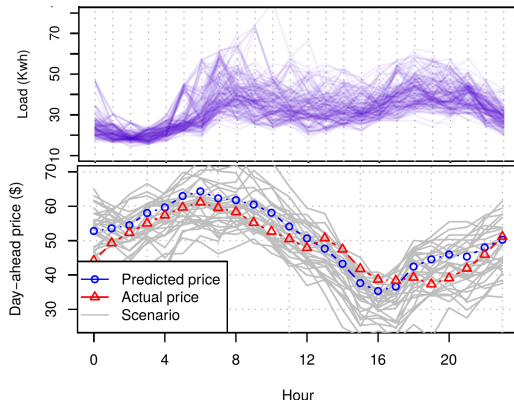 Load (Kwh)
70
50
30
10
Day-ahead price ($)
70
60
50
40
30
Predicted price
Actual price
Scenario
0 4 8 12 16 20
Hour